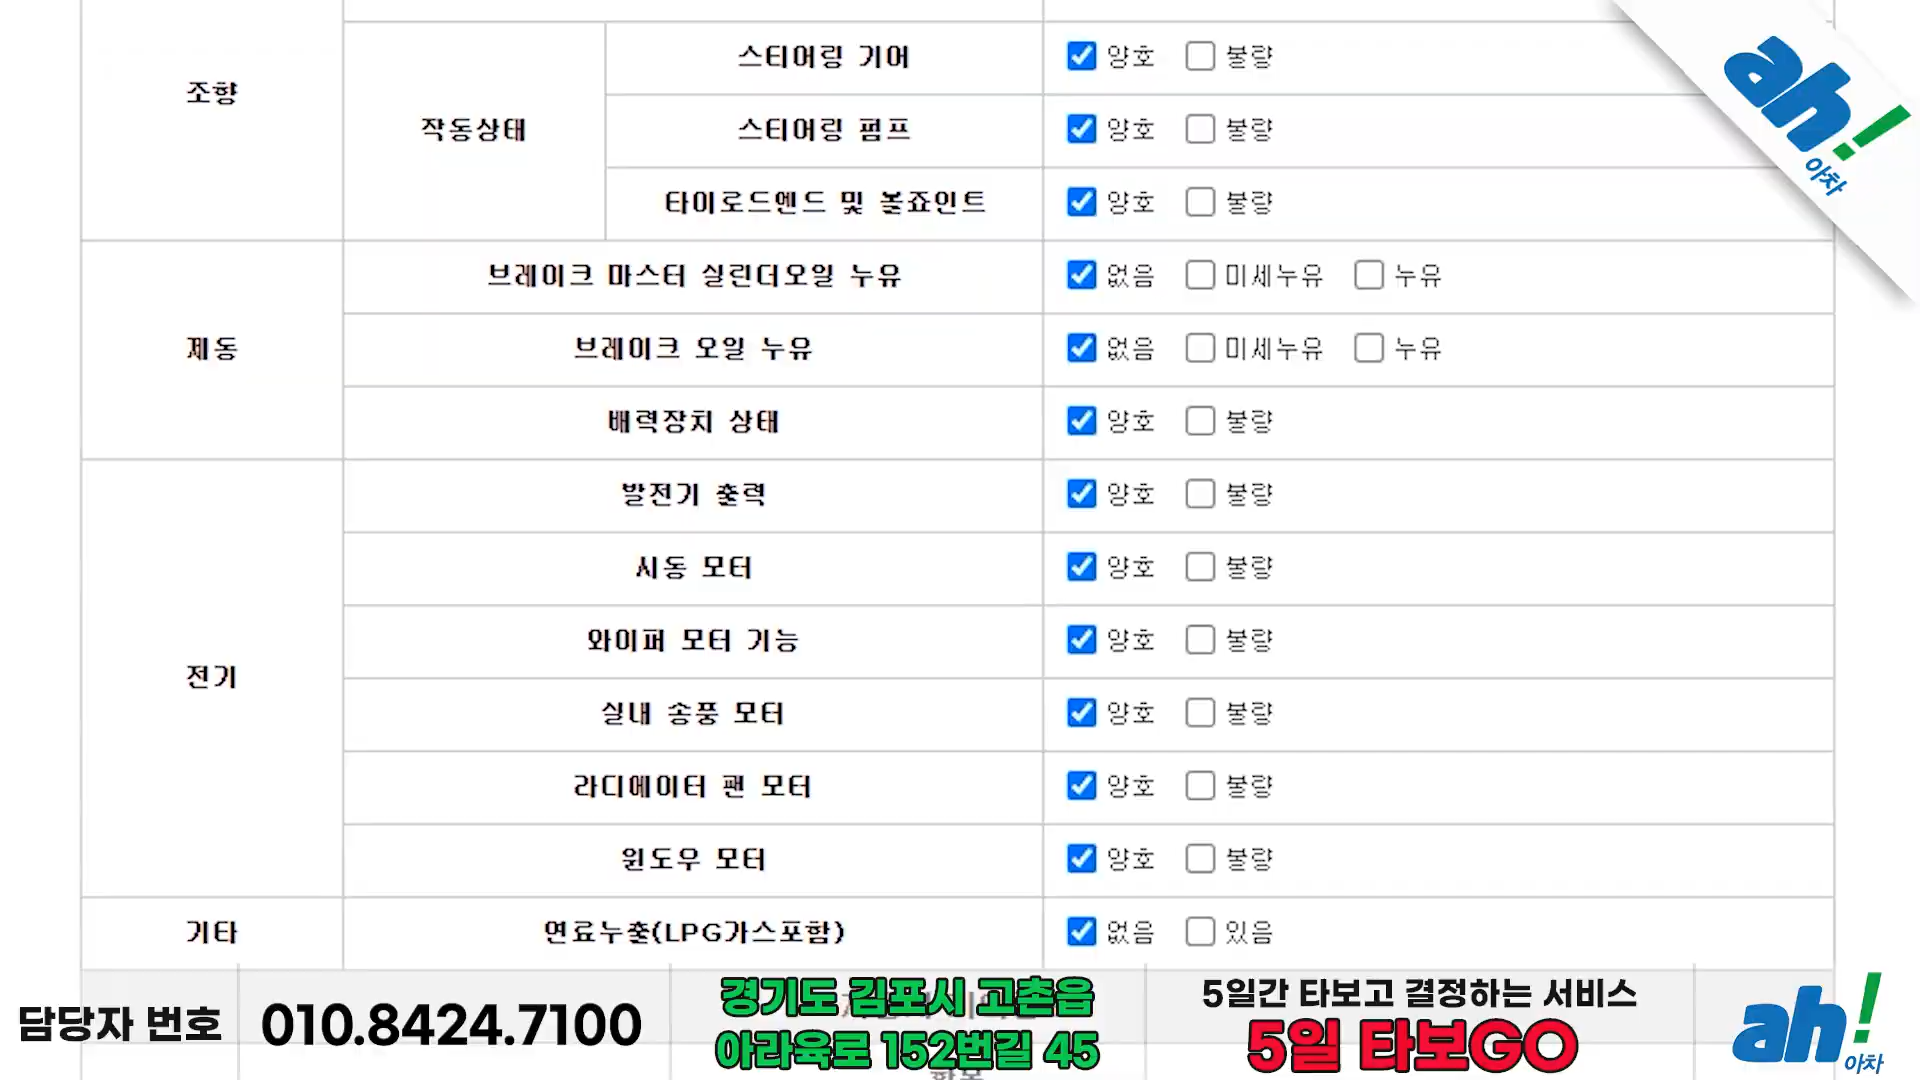 조향
작동상태
스티어링 기어
양호 불량
스티어링 펌프
양호 불량
타이로드엔드 및 볼죠인트
양호 불량
제동
브레이크 마스터 실린더오일 누유
없음 미세누유 누유
브레이크 오일 누유
없음 미세누유 누유
배력장치 상태
양호 불량
전기
발전기 출력
양호 불량
시동 모터
양호 불량
와이퍼 모터 기능
양호 불량
실내 송풍 모터
양호 불량
라디에이터 팬 모터
양호 불량
윈도우 모터
양호 불량
기타
연료누출(LPG가스포함)
없음 있음
ah!
아차
담당자 번호 010.8424.7100
경기도 김포시 고촌읍
아라육로 152번길 45
5일간 타보고 결정하는 서비스
5일 타보GO
ah!
아차